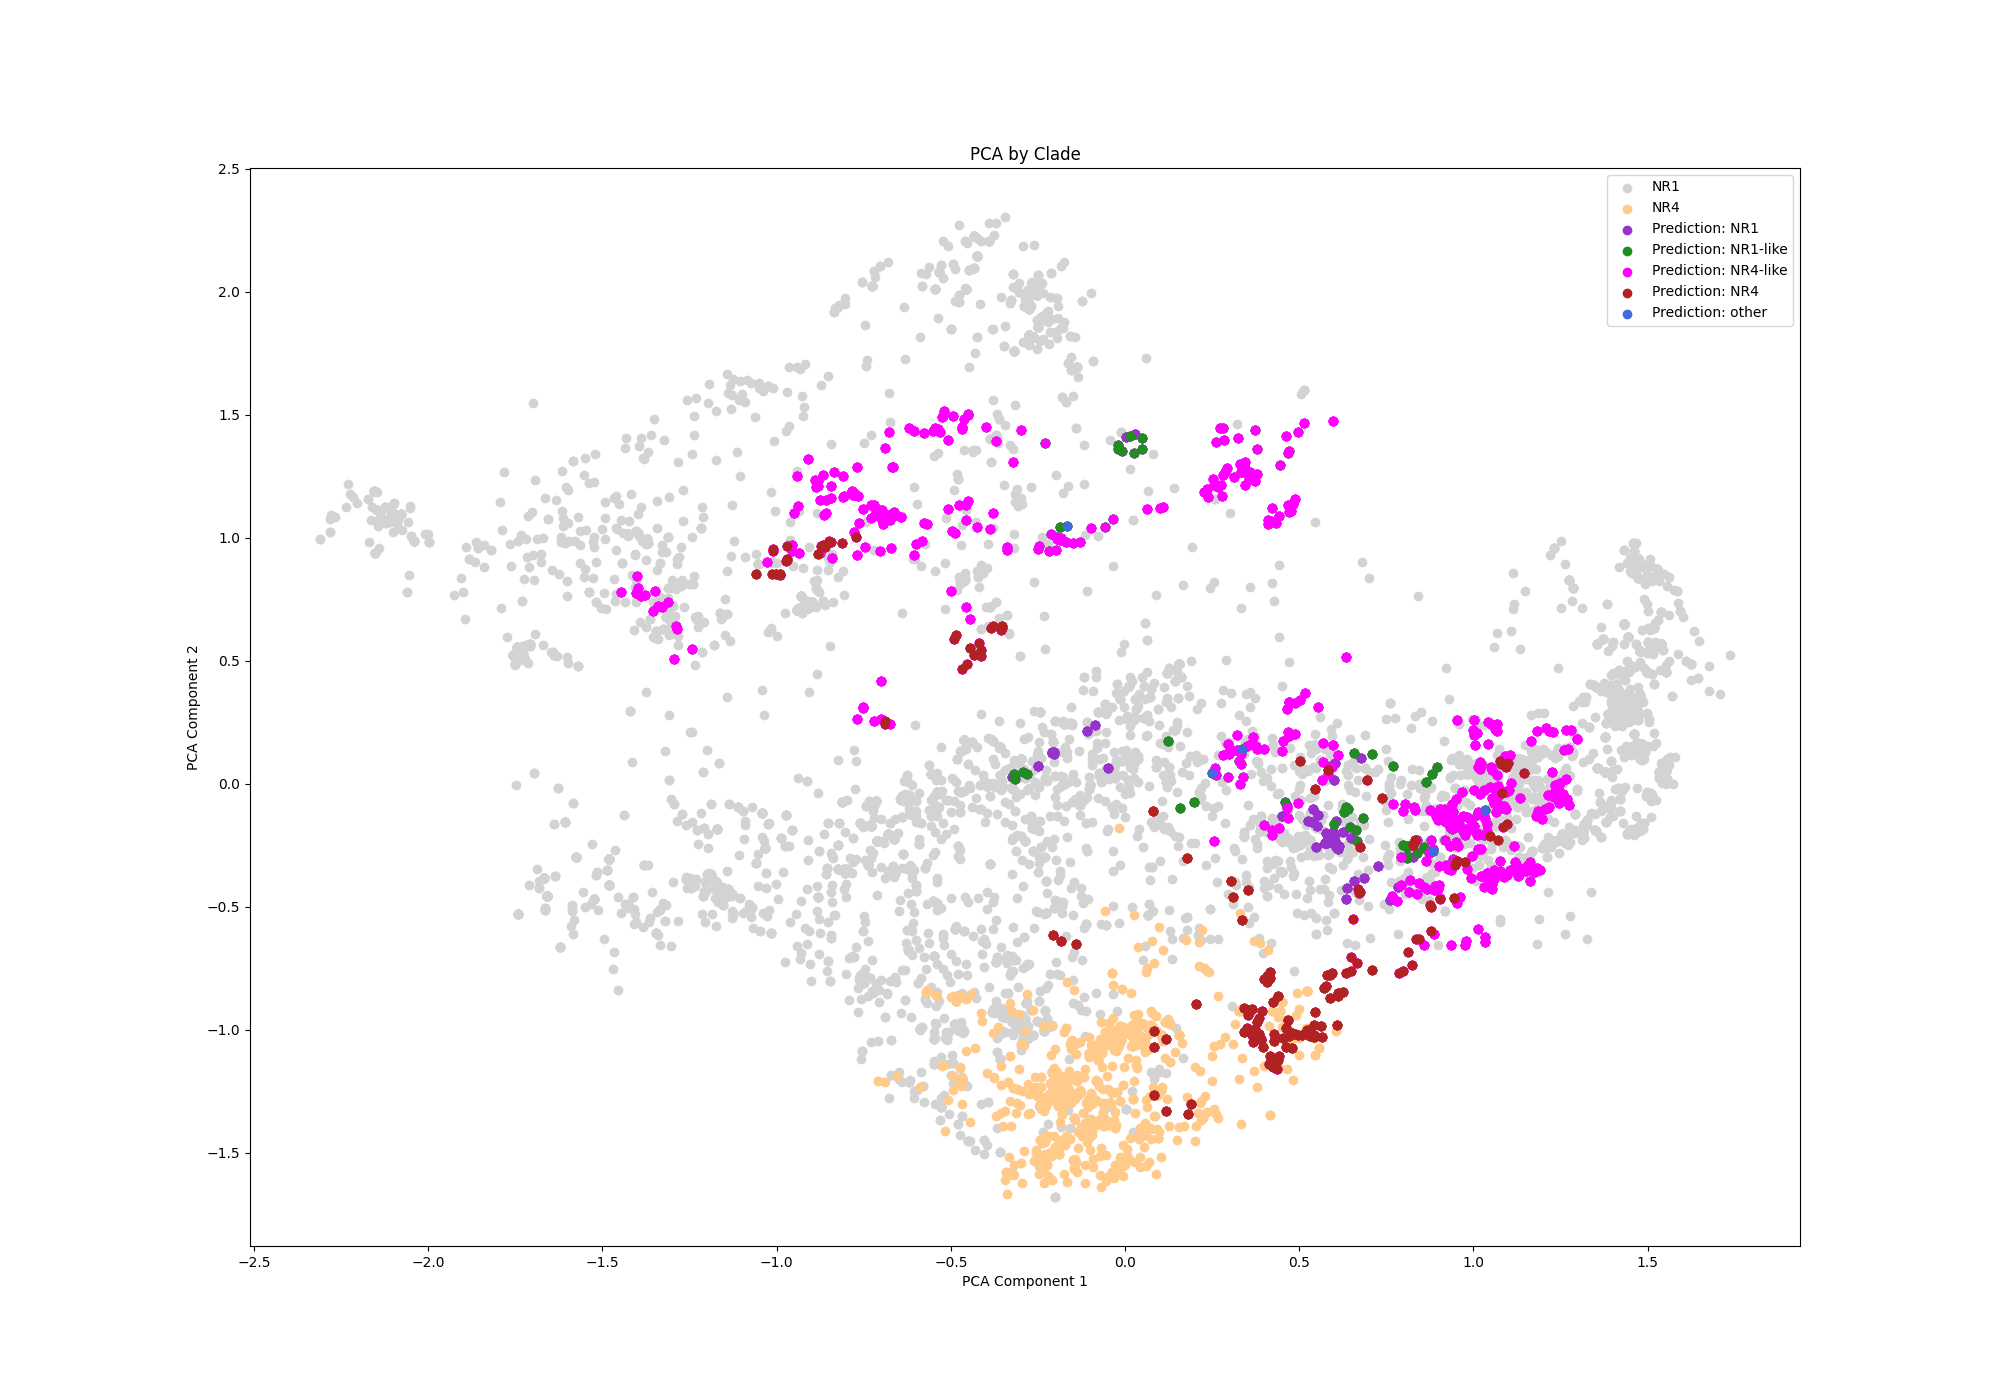 PCA by Clade
2.5
2.0
1.5
1.0
0.5
0.0
−0.5
−1.0
−1.5
PCA Component 2
NR1
NR4
Prediction: NR1
Prediction: NR1-like
Prediction: NR4-like
Prediction: NR4
Prediction: other
−2.5 −2.0 −1.5 −1.0 −0.5 0.0 0.5 1.0 1.5
PCA Component 1